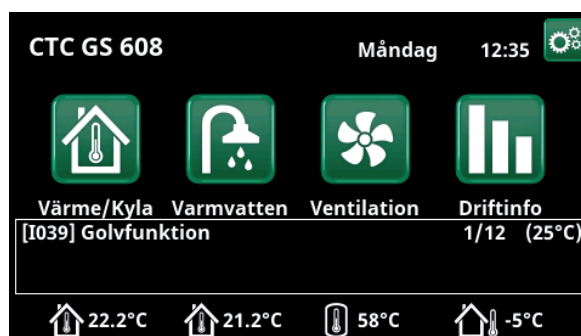 CTC GS 608 Måndag 12:35
Värme/Kyla Varmvatten Ventilation Driftinfo
[I039] Golvfunktion 1/12 (25°C)
22.2°C 21.2°C 58°C -5°C